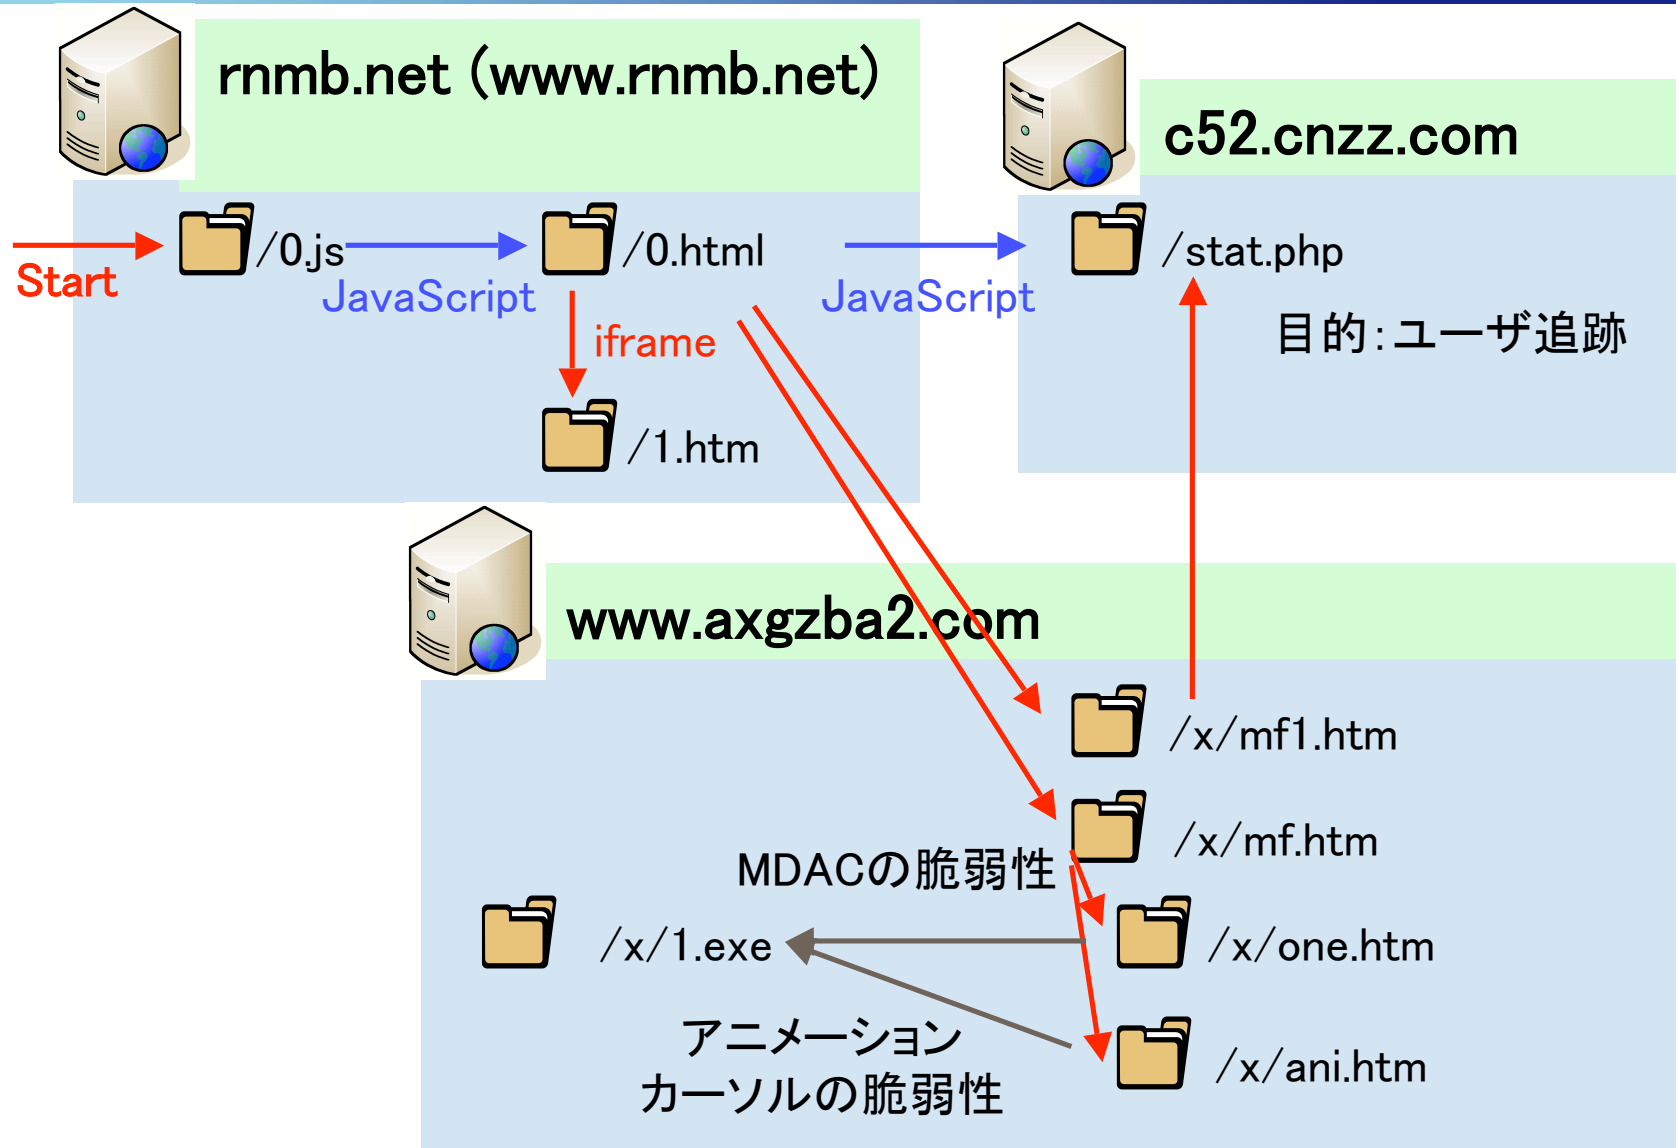 rnmb.net (www.rnmb.net)
c52.cnzz.com
Start
/0.js
JavaScript
/0.html
JavaScript
/stat.php
iframe
目的：ユーザ追跡
/1.htm
www.axgzba2.com
/x/mf1.htm
/x/mf.htm
MDACの脆弱性
/x/1.exe
/x/one.htm
アニメーション
カーソルの脆弱性
/x/ani.htm